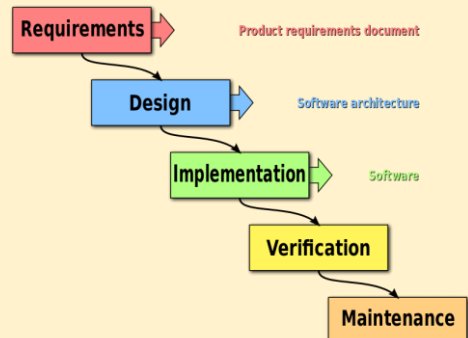 Requirements
Product requirements document
Design
Software architecture
Implementation
Software
Verification
Maintenance